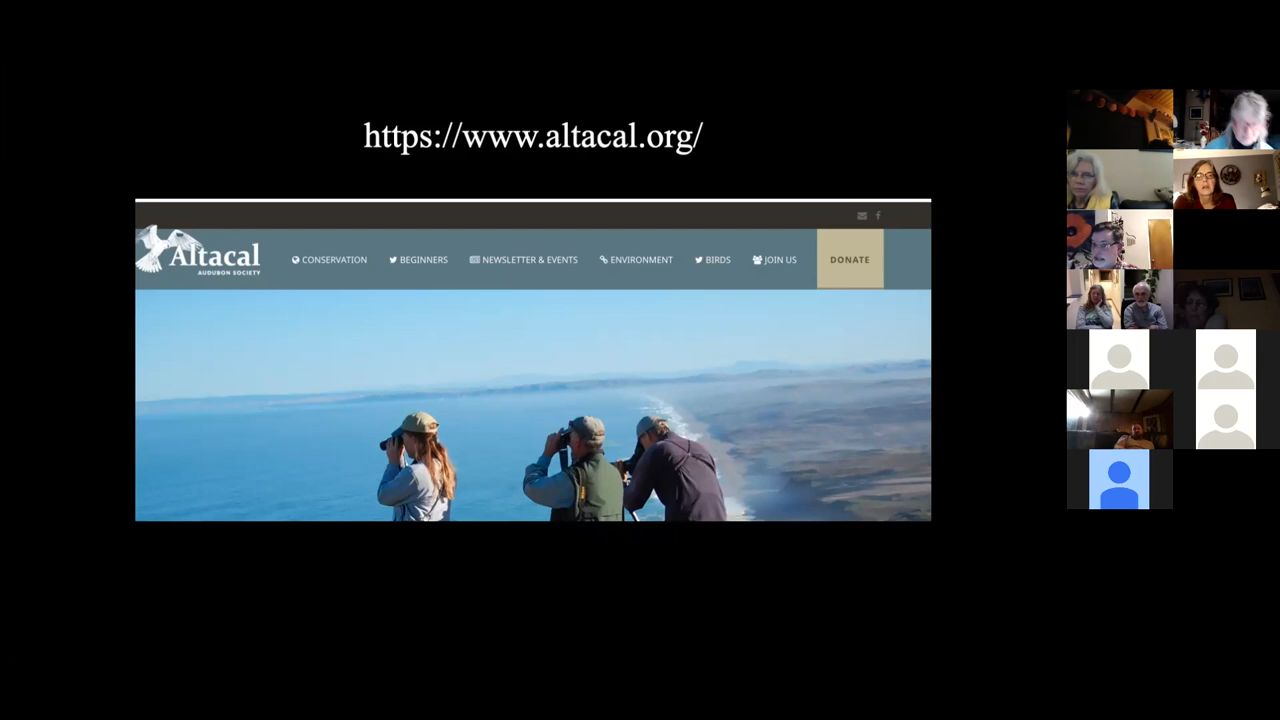 https://www.altacal.org/
Altacal
AUDUBON SOCIETY
CONSERVATION
BEGINNERS
NEWSLETTER & EVENTS
ENVIRONMENT
BIRDS
JOIN US
DONATE